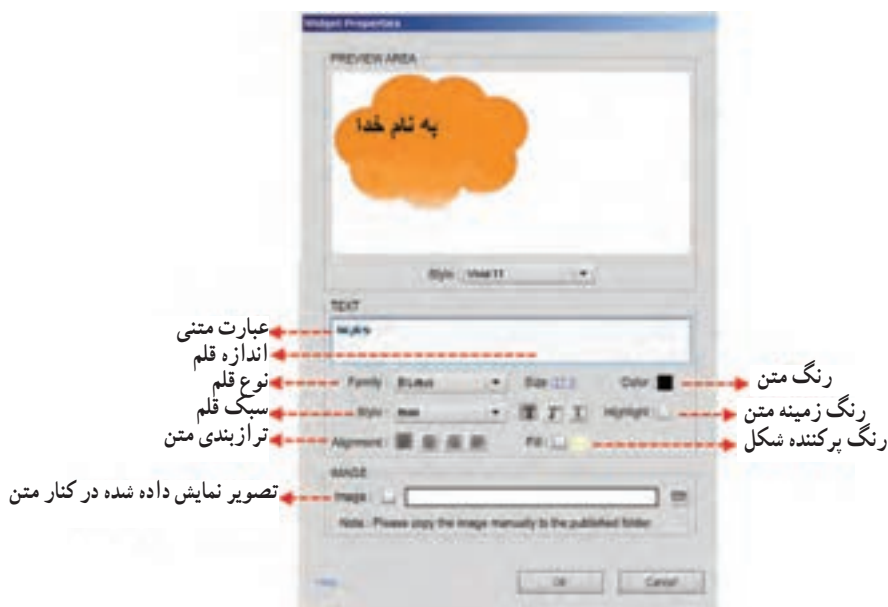 Widget Properties
PREVIEW AREA
به نام خدا
Style
TEXT
عبارت متنی
اندازه قلم
نوع قلم
Family
Size
Color
رنگ متن
سبک قلم
Style
Highlight
رنگ زمینه متن
ترازبندی متن
Alignment
Fill
رنگ پرکننده شکل
IMAGE
تصویر نمایش داده شده در کنار متن
Image
Note : Please copy the image manually to the published folder
OK
Cancel